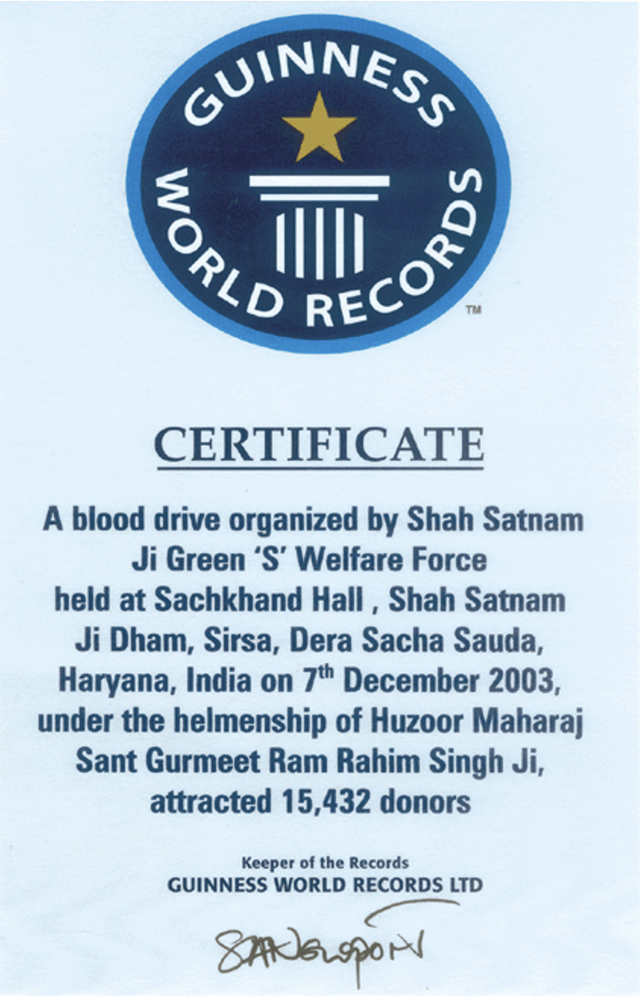 GUINNESS
WORLD RECORDS
TM
CERTIFICATE
A blood drive organized by Shah Satnam
Ji Green ‘S’ Welfare Force
held at Sachkhand Hall , Shah Satnam
Ji Dham, Sirsa, Dera Sacha Sauda,
Haryana, India on 7th December 2003,
under the helmenship of Huzoor Maharaj
Sant Gurmeet Ram Rahim Singh Ji,
attracted 15,432 donors
Keeper of the Records
GUINNESS WORLD RECORDS LTD